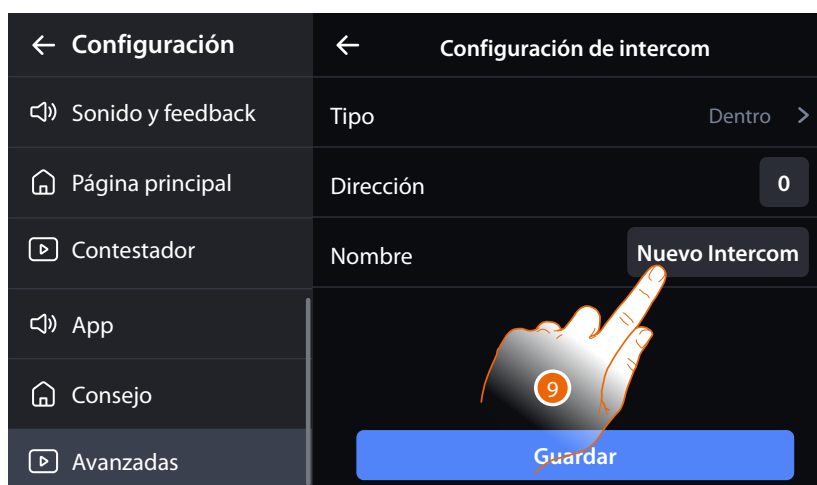 Configuración
Sonido y feedback
Página principal
Contestador
App
Consejo
Avanzadas
Configuración de intercom
Tipo Dentro
Dirección 0
Nombre Nuevo Intercom
9
Guardar